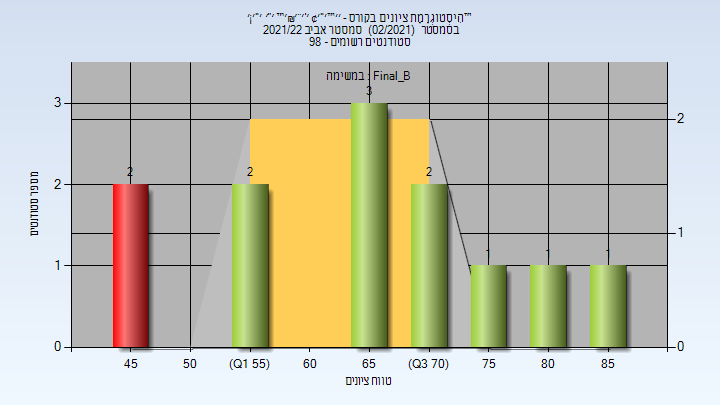 היסטוגרמת ציונים בקורס -
בסמסטר (02/2021) סמסטר אביב 2021/22
סטודנטים רשומים - 98
במשימה : Final_B
3
2
1
0
2
1
0
2
2
3
2
1
1
1
45
50
(Q1 55)
60
65
(Q3 70)
75
80
85
מספר סטודנטים
טווח ציונים